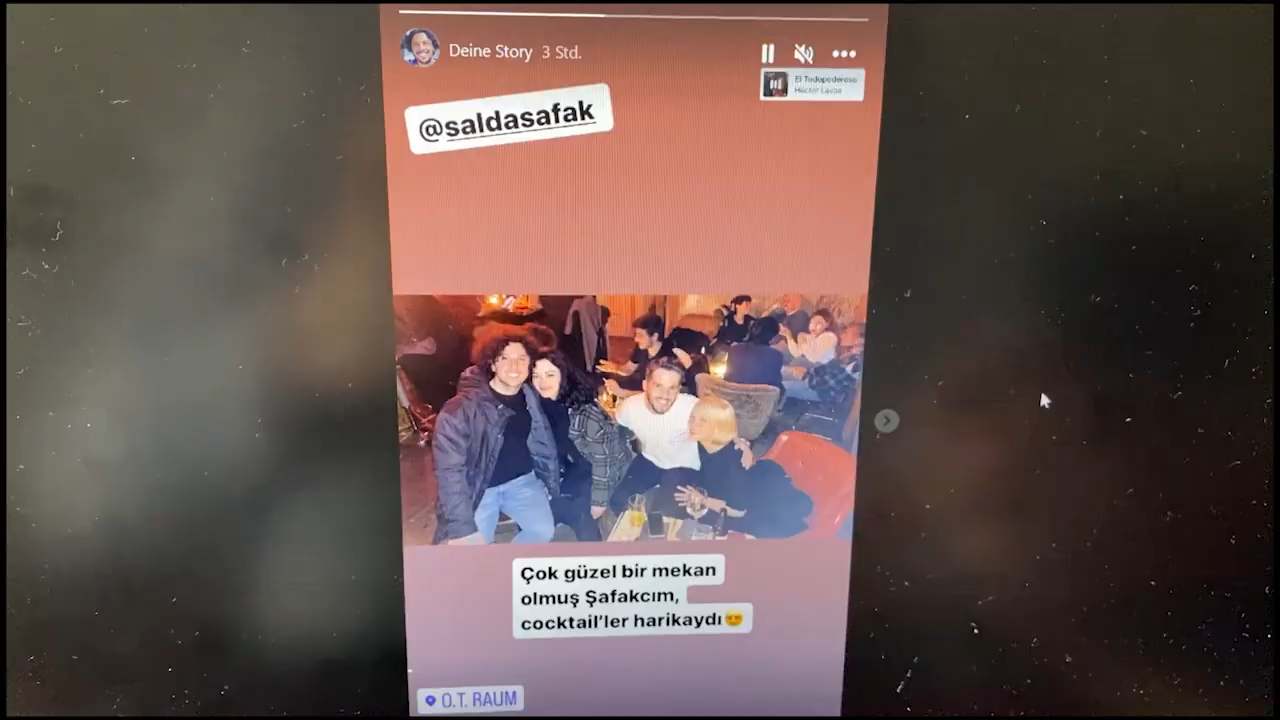 Deine Story 3 Std.
El Todopoderoso
Héctor Lavoe
@saldasafak
Çok güzel bir mekan
olmuş Şafakcım,
cocktail'ler harikaydı😍
O.T. RAUM